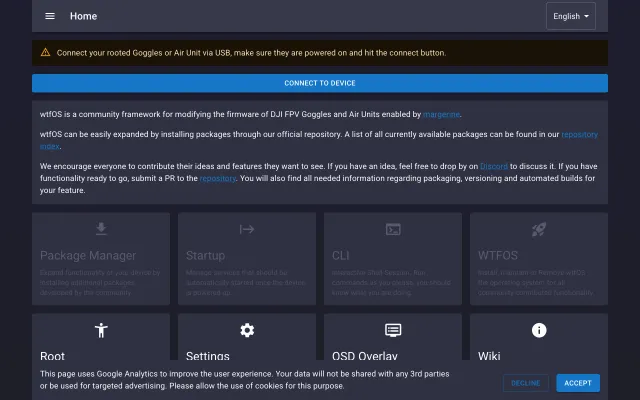 Home
English
Connect your rooted Goggles or Air Unit via USB, make sure they are powered on and hit the connect button.
CONNECT TO DEVICE
wtfOS is a community framework for modifying the firmware of DJI FPV Goggles and Air Units enabled by margerine.
wtfOS can be easily expanded by installing packages through our official repository. A list of all currently available packages can be found in our repository
index.
We encourage everyone to contribute their ideas and features they want to see. If you have an idea, feel free to drop by on Discord to discuss it. If you have
functionality ready to go, submit a PR to the repository. You will also find all needed information regarding packaging, versioning and automated builds for
your feature.
Package Manager
Expand functionality of your device by
installing additional packages
developed by the community.
Startup
Manage services that should be
automatically started once the device
is powered up.
CLI
Interactive Shell Session. Run
commands as you please, you should
know what you are doing.
WTFOS
Install, maintain or Remove wtfOS
the operating system for all
community contributed functionality.
Root
Settings
OSD Overlay
Wiki
This page uses Google Analytics to improve the user experience. Your data will not be shared with any 3rd parties
or be used for targeted advertising. Please allow the use of cookies for this purpose.
DECLINE
ACCEPT